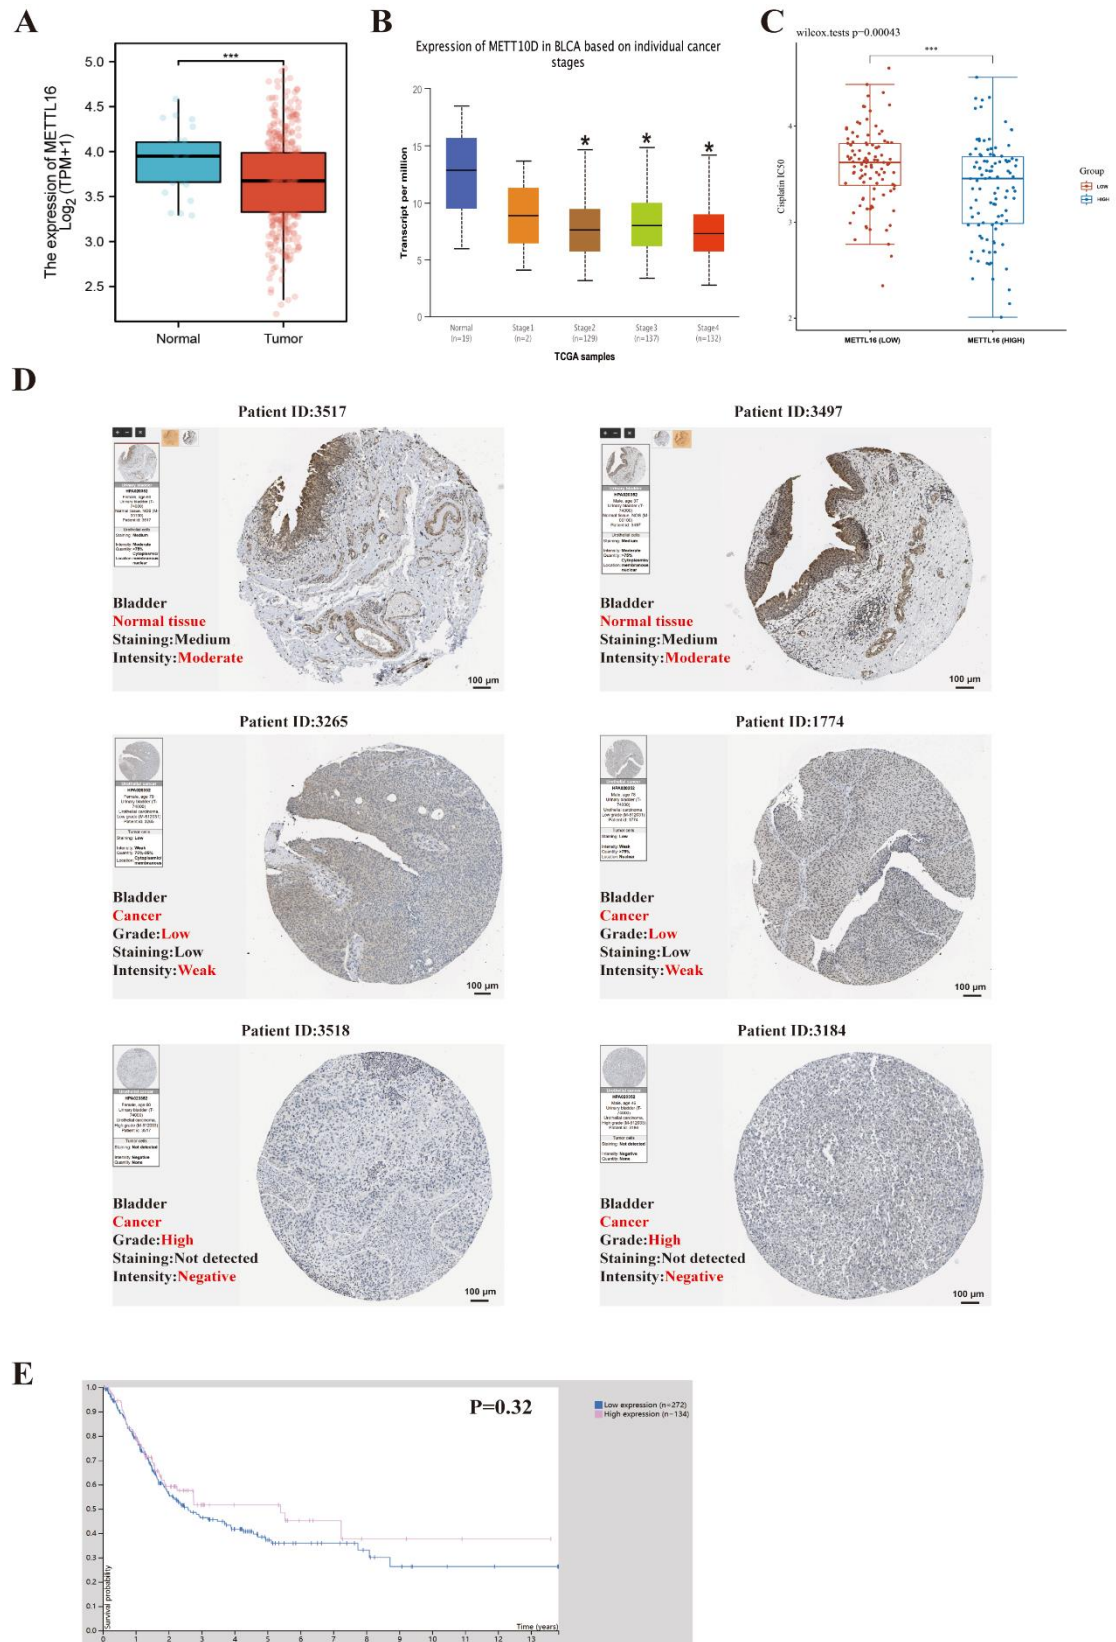 A
The expression of METTL16
Log2 (TPM+1)
***
5.0
4.5
4.0
3.5
3.0
2.5
Normal
Tumor
B
Expression of METT10D in BLCA based on individual cancer
stages
Transcript per million
20
15
10
5
0
*
*
*
Normal
(n=19)
Stage1
(n=2)
Stage2
(n=129)
Stage3
(n=137)
Stage4
(n=132)
TCGA samples
C
wilcox.tests p=0.00043
***
Cisplatin IC50
4
3
2
METTL16 (LOW)
METTL16 (HIGH)
Group
LOW
HIGH
D
Patient ID:3517
Bladder
Normal tissue
Staining:Medium
Intensity:Moderate
100 μm
Patient ID:3497
Bladder
Normal tissue
Staining:Medium
Intensity:Moderate
100 μm
Patient ID:3265
Bladder
Cancer
Grade:Low
Staining:Low
Intensity:Weak
100 μm
Patient ID:1774
Bladder
Cancer
Grade:Low
Staining:Low
Intensity:Weak
100 μm
Patient ID:3518
Bladder
Cancer
Grade:High
Staining:Not detected
Intensity:Negative
100 μm
Patient ID:3184
Bladder
Cancer
Grade:High
Staining:Not detected
Intensity:Negative
100 μm
E
P=0.32
Low expression (n=272)
High expression (n=134)
1.0
0.9
0.8
0.7
0.6
0.5
0.4
0.3
0.2
0.1
0.0
Survival probability
Time (years)
0 1 2 3 4 5 6 7 8 9 10 11 12 13